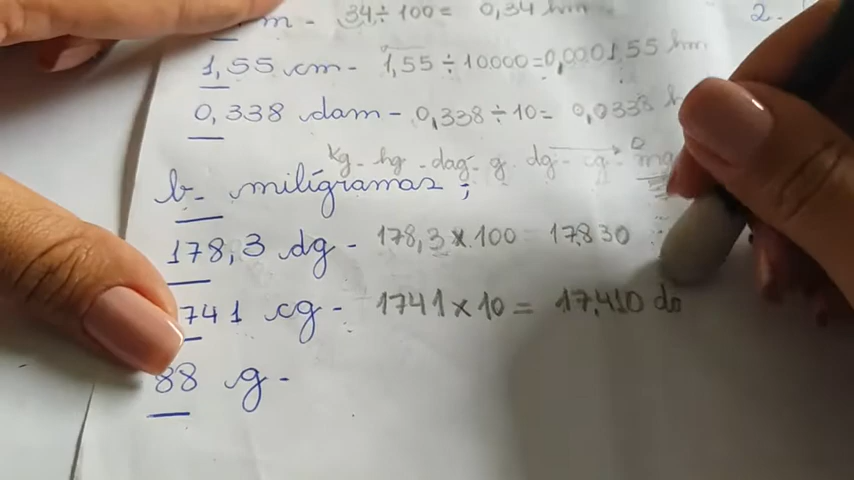 m - 34 ÷ 100 = 0,34 hm 2.
1,55 cm - 1,55 ÷ 10000 = 0,000155 hm
0,338 dam - 0,338 ÷ 10 = 0,0338 h
Kg - hg - dag - g dg - cg - mg
b- miligramas;
178,3 dg - 178,3 x 100 17830
741 cg - 1741 x 10 = 17,410 da
88 g -